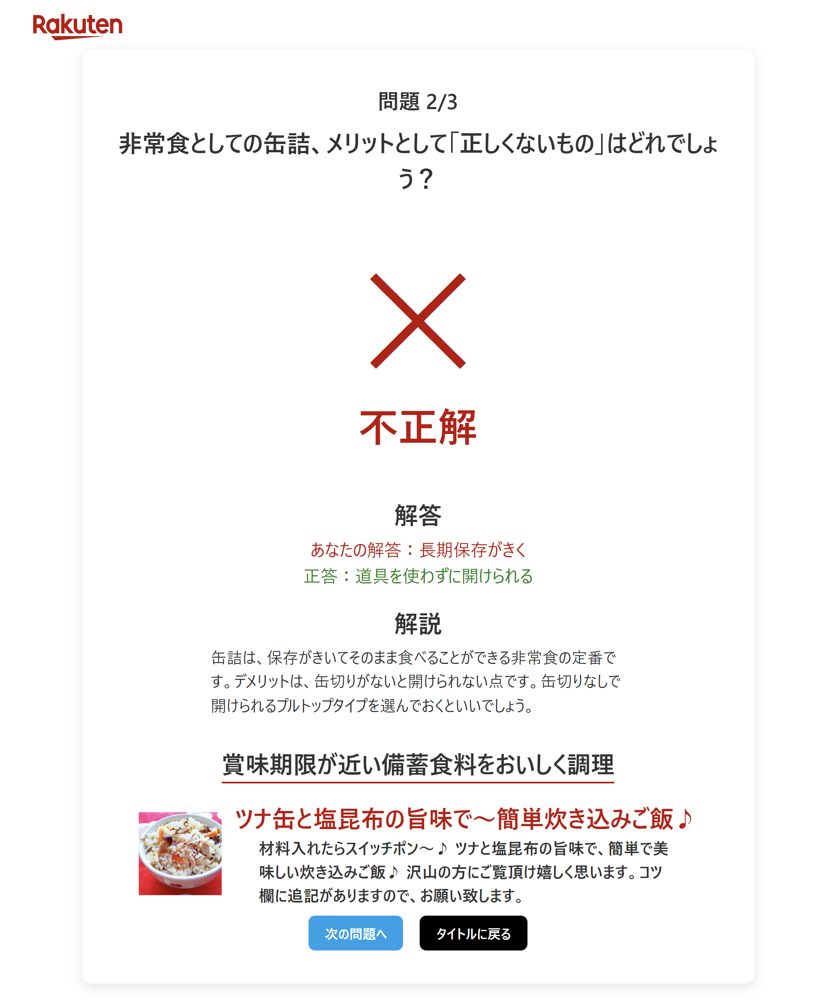 Rakuten
問題 2/3
非常食としての缶詰、メリットとして「正しくないもの」はどれでしょ
う？
不正解
解答
あなたの解答：長期保存がきく
正答：道具を使わずに開けられる
解説
缶詰は、保存がきいてそのまま食べることができる非常食の定番で
す。デメリットは、缶切りがないと開けられない点です。缶切りなしで
開けられるプルトップタイプを選んでおくといいでしょう。
賞味期限が近い備蓄食料をおいしく調理
ツナ缶と塩昆布の旨味で～簡単炊き込みご飯♪
材料入れたらスイッチポン～♪ ツナと塩昆布の旨味で、簡単で美
味しい炊き込みご飯♪ 沢山の方にご覧頂け嬉しく思います。コツ
欄に追記がありますので、お願い致します。
次の問題へ
タイトルに戻る